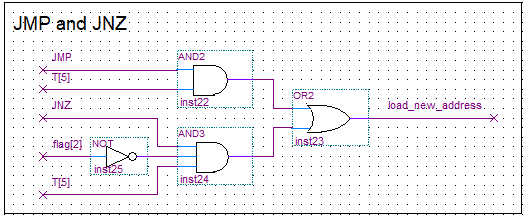 JMP and JNZ
JMP
AND2
T[5]
inst22
OR2
load_new_address
JNZ
inst23
AND3
flag[2]
NOT
inst25
T[5]
inst24